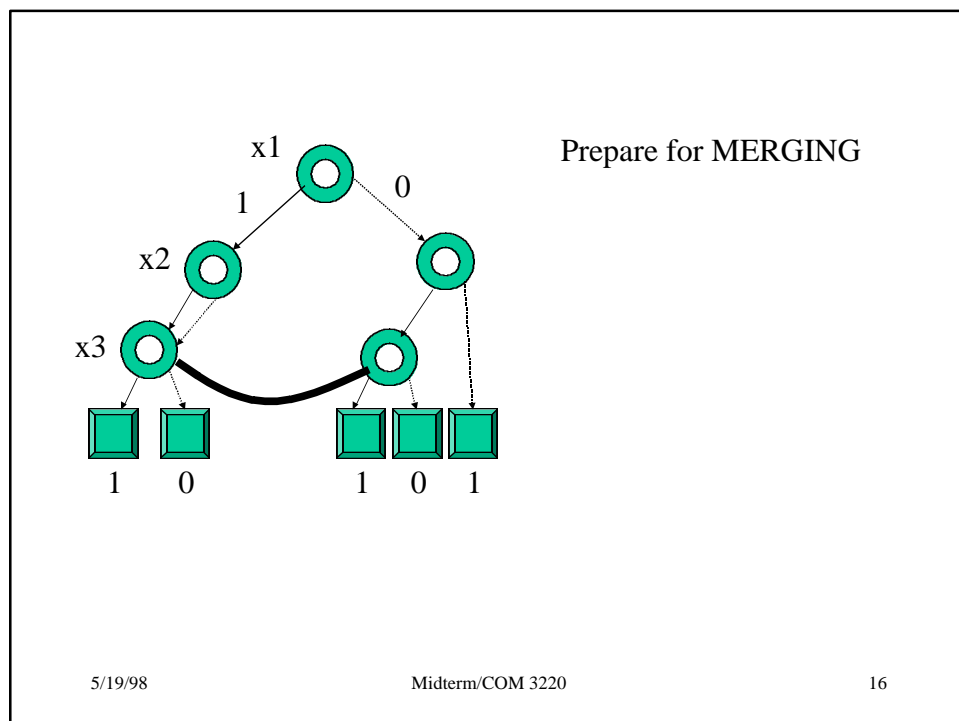 x1
Prepare for MERGING
1
0
x2
x3
1 0 1 0 1
5/19/98 Midterm/COM 3220 16